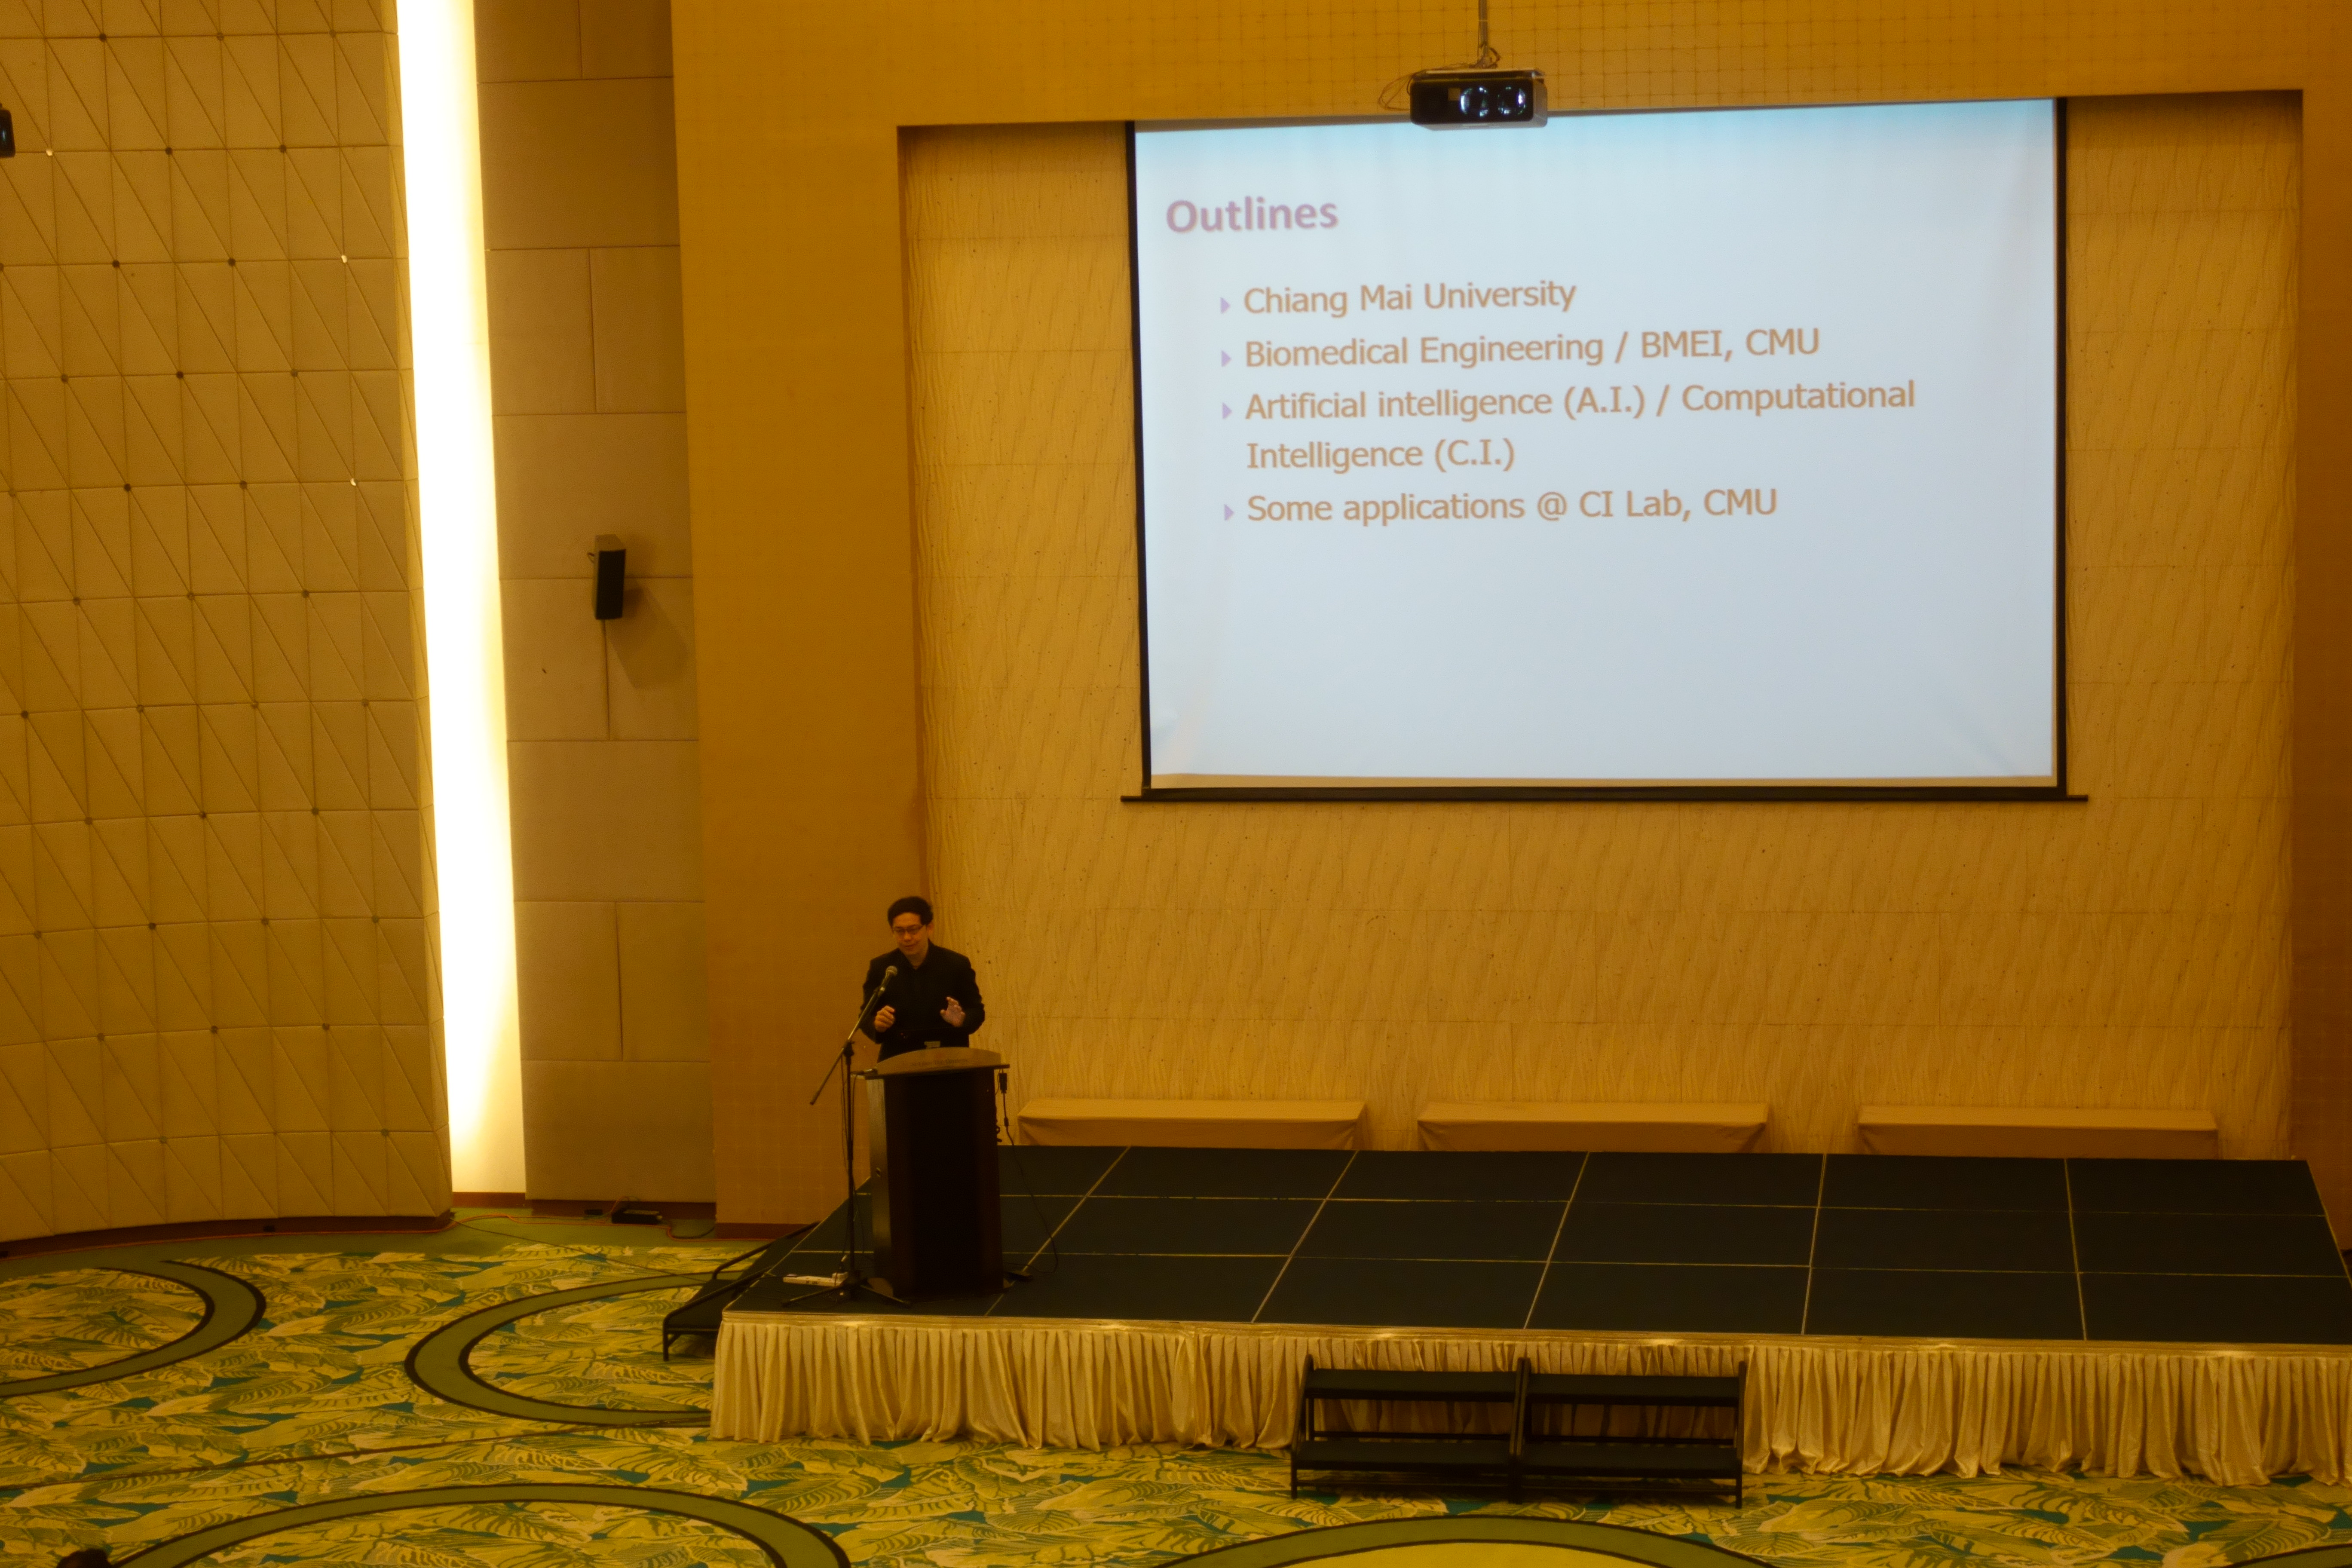 Outlines
Chiang Mai University
Biomedical Engineering / BMEI, CMU
Artificial intelligence (A.I.) / Computational
Intelligence (C.I.)
Some applications @ CI Lab, CMU